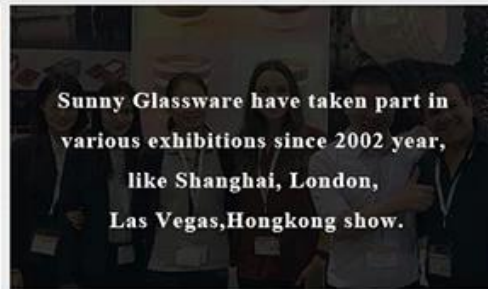 Sunny Glassware have taken part in
various exhibitions since 2002 year,
like Shanghai, London,
Las Vegas,Hongkong show.